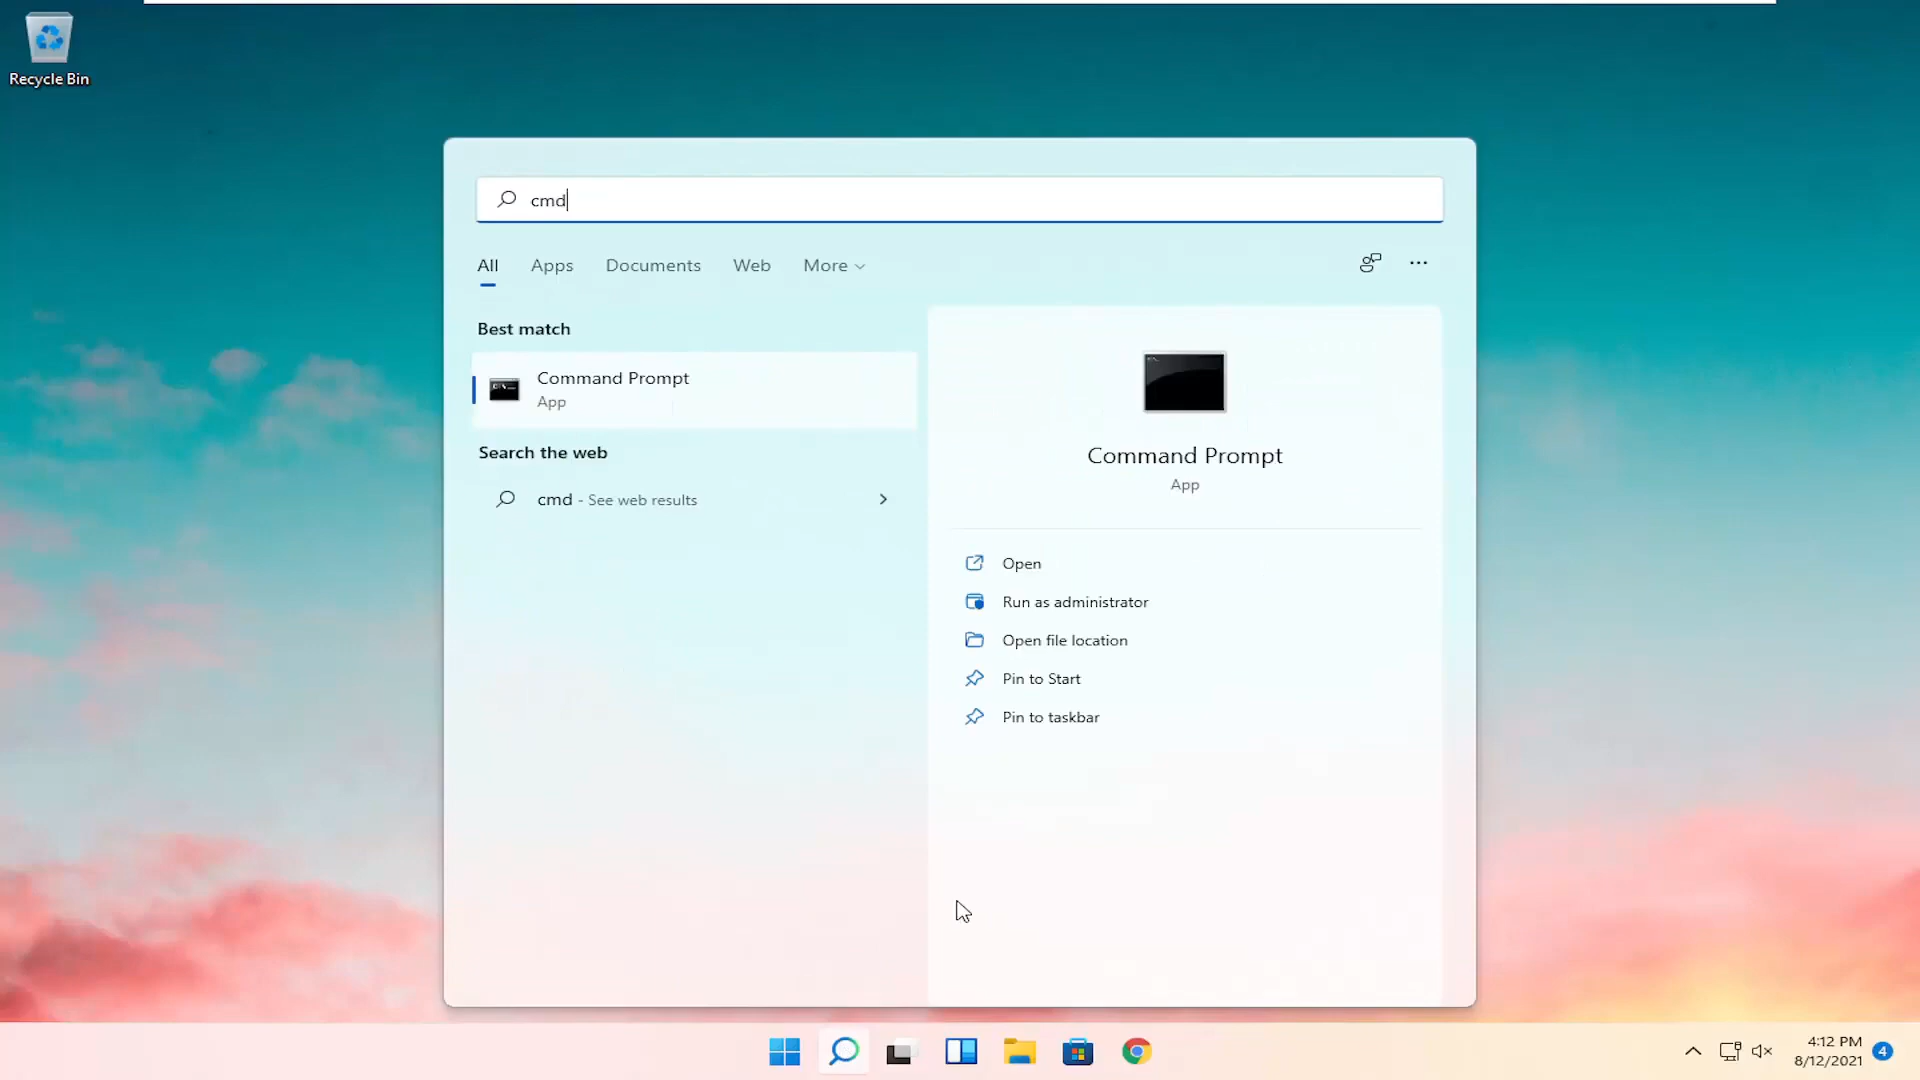 Recycle Bin
cmd
All Apps Documents Web More
Best match
Command Prompt
App
Search the web
cmd - See web results
Command Prompt
App
Open
Run as administrator
Open file location
Pin to Start
Pin to taskbar
4:12 PM
8/12/2021
4